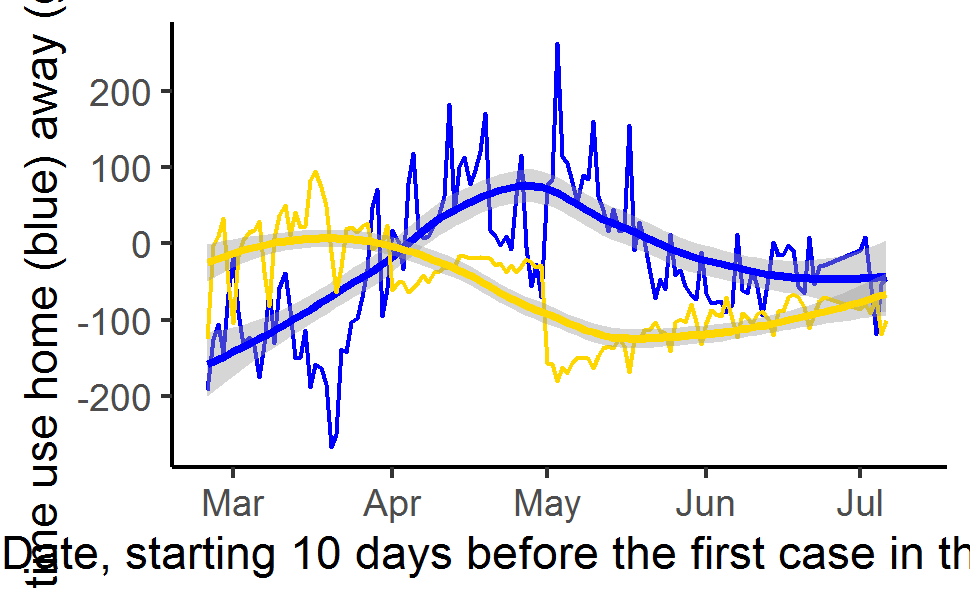 time use home (blue) away (
200
100
0
-100
-200
Mar Apr May Jun Jul
Date, starting 10 days before the first case in th